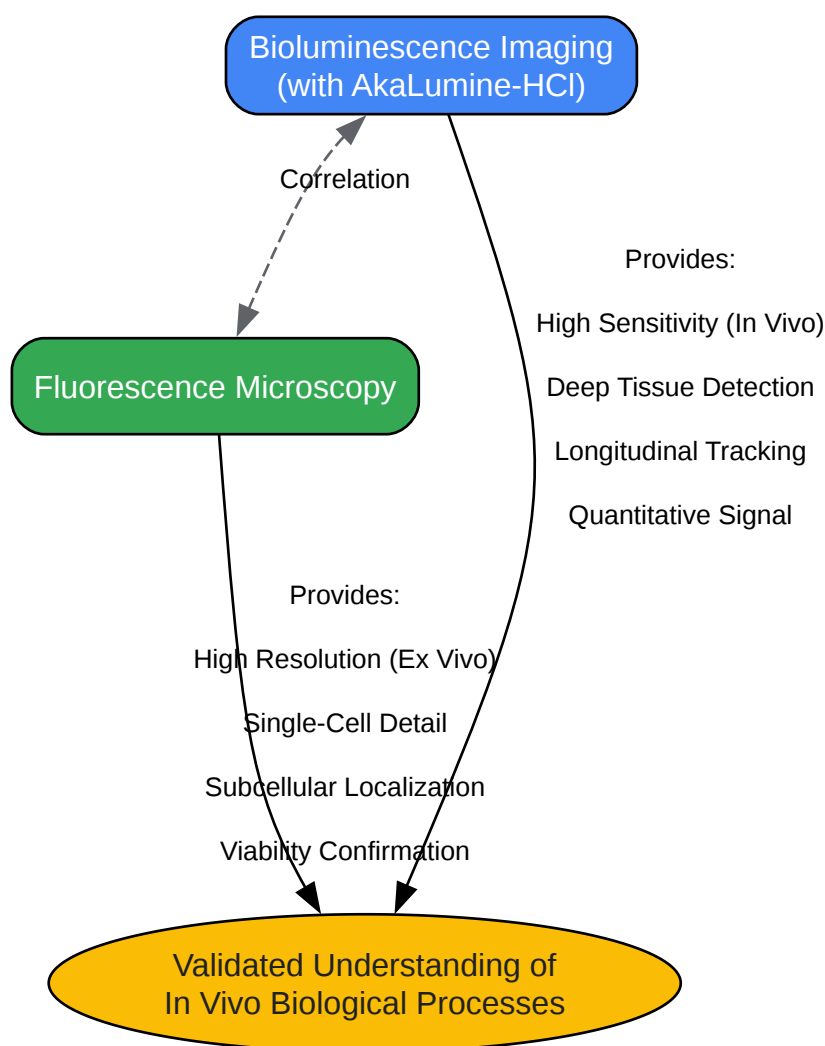 Bioluminescence Imaging
(with AkaLumine-HCl)
Correlation
Provides:
High Sensitivity (In Vivo)
Deep Tissue Detection
Longitudinal Tracking
Quantitative Signal
Fluorescence Microscopy
Provides:
High Resolution (Ex Vivo)
Single-Cell Detail
Subcellular Localization
Viability Confirmation
Validated Understanding of
In Vivo Biological Processes